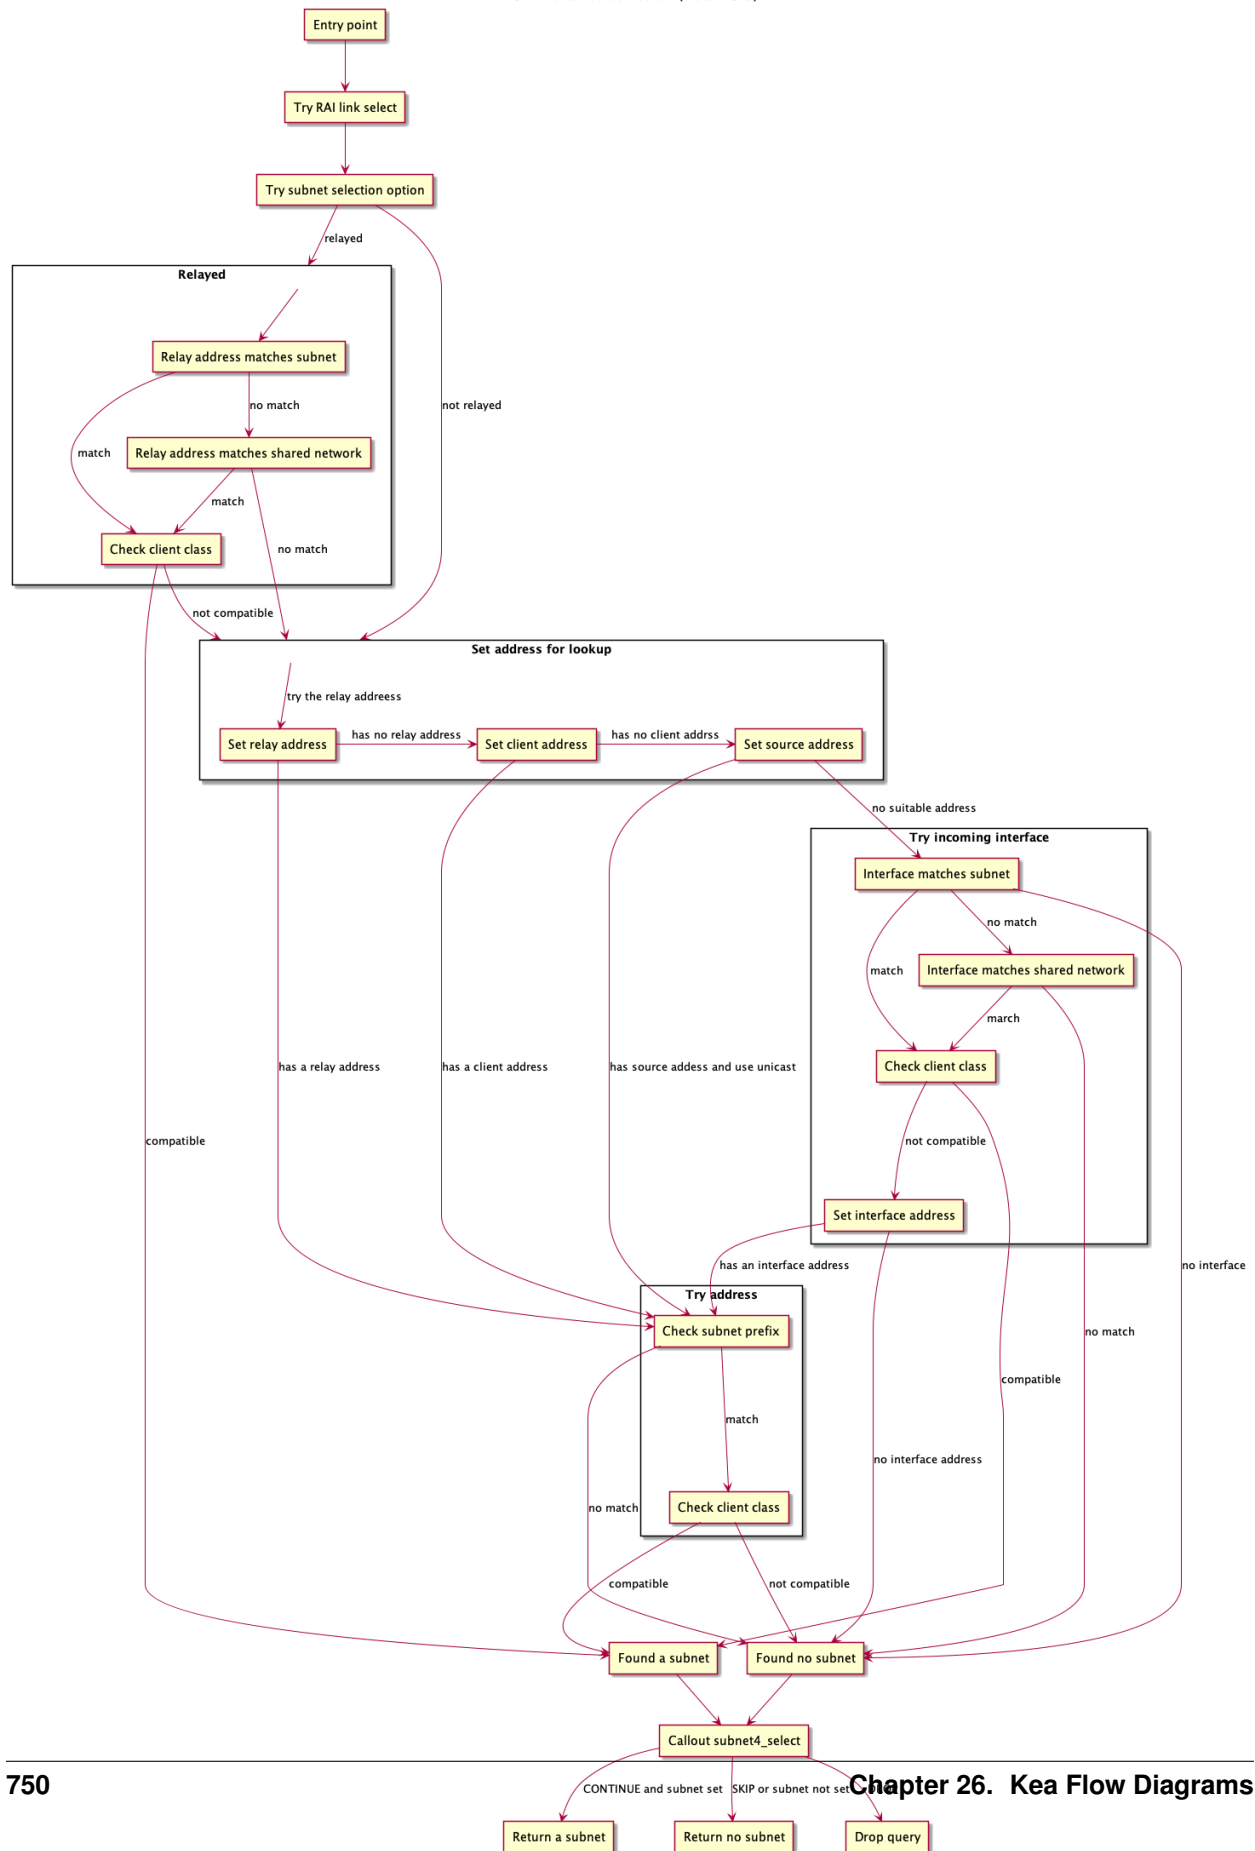 Entry point
Try RAI link select
Try subnet selection option
relayed
Relayed
Relay address matches subnet
no match
not relayed
match
Relay address matches shared network
match
Check client class
no match
not compatible
Set address for lookup
try the relay addreess
Set relay address
has no relay address
Set client address
has no client addrss
Set source address
no suitable address
Try incoming interface
Interface matches subnet
no match
match
Interface matches shared network
march
Check client class
has a relay address
has a client address
has source addess and use unicast
compatible
not compatible
Set interface address
has an interface address
no interface
Try address
Check subnet prefix
no match
compatible
match
no interface address
no match
Check client class
compatible
not compatible
Found a subnet
Found no subnet
Callout subnet4_select
750
CONTINUE and subnet set
SKIP or subnet not set
Chapter 26. Kea Flow Diagrams
Return a subnet
Return no subnet
Drop query